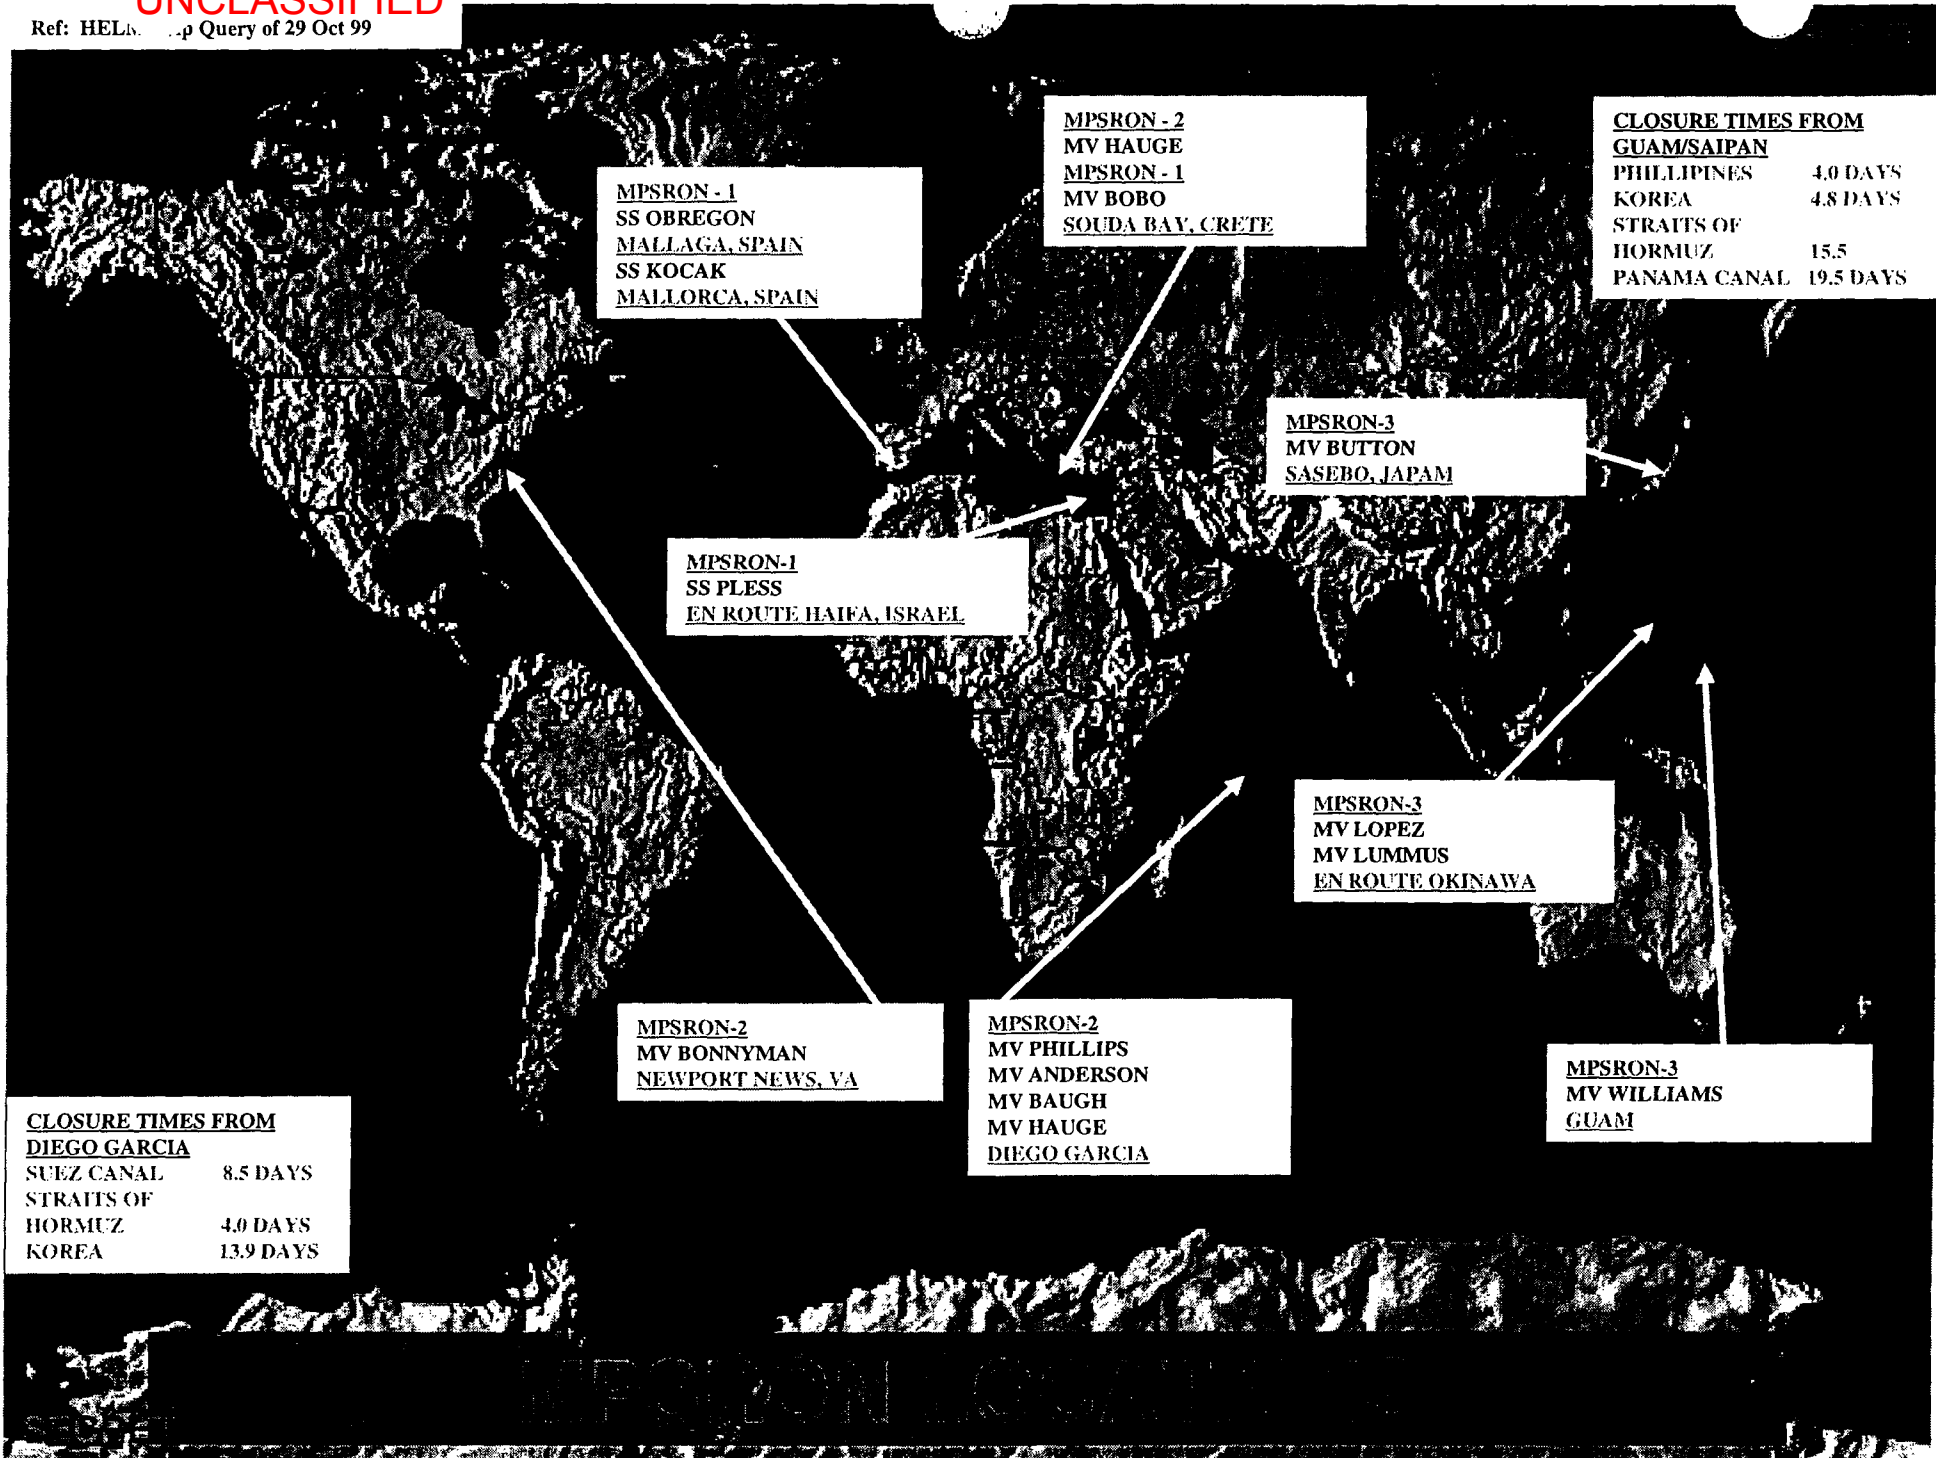 UNCLASSIFIED
Ref: Query of 29 Oct 99
MPSRON - 2
MV HAUGE
MPSRON - 1
MV BOBO
SOUDA BAY, CRETE
CLOSURE TIMES FROM
GUAM/SAIPAN
PHILLIPINES 4.0 DAYS
KOREA 4.8 DAYS
STRAITS OF
HORMUZ 15.5
PANAMA CANAL 19.5 DAYS
MPSRON - 1
SS OBREGON
MALLAGA, SPAIN
SS KOCAK
MALLORCA, SPAIN
MPSRON-3
MV BUTTON
SASEBO, JAPAM
MPSRON-1
SS PLESS
EN ROUTE HAIFA, ISRAEL
MPSRON-3
MV LOPEZ
MV LUMMUS
EN ROUTE OKINAWA
MPSRON-2
MV BONNYMAN
NEWPORT NEWS, VA
MPSRON-2
MV PHILLIPS
MV ANDERSON
MV BAUGH
MV HAUGE
DIEGO GARCIA
MPSRON-3
MV WILLIAMS
GUAM
CLOSURE TIMES FROM
DIEGO GARCIA
SUEZ CANAL 8.5 DAYS
STRAITS OF
HORMUZ 4.0 DAYS
KOREA 13.9 DAYS